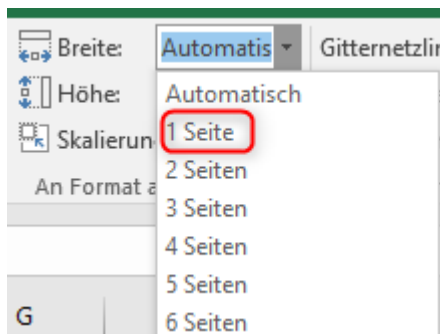 Breite: Automatis Gitternetzlin
Höhe: Automatisch
1 Seite
Skalierun
2 Seiten
An Format a
3 Seiten
4 Seiten
5 Seiten
G
6 Seiten